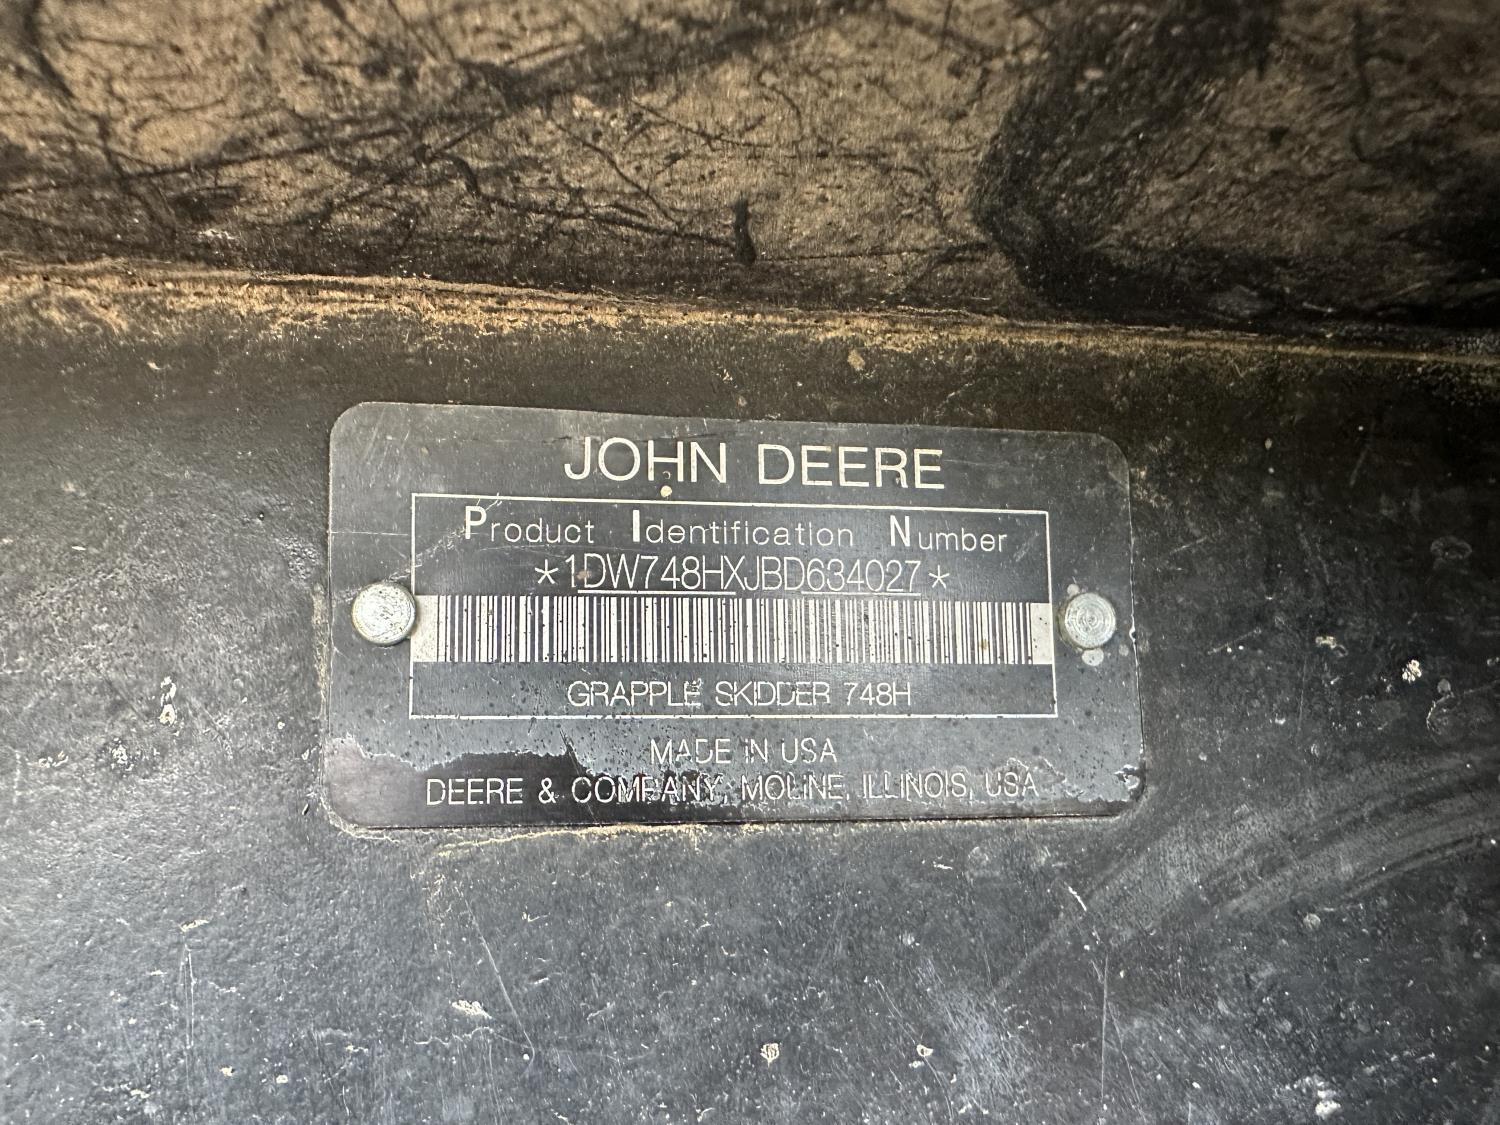 JOHN DEERE
Product Identification Number
*1DW748HXJBD634027*
GRAPPLE SKIDDER 748H
MADE IN USA
DEERE & COMPANY, MOLINE, ILLINOIS, USA